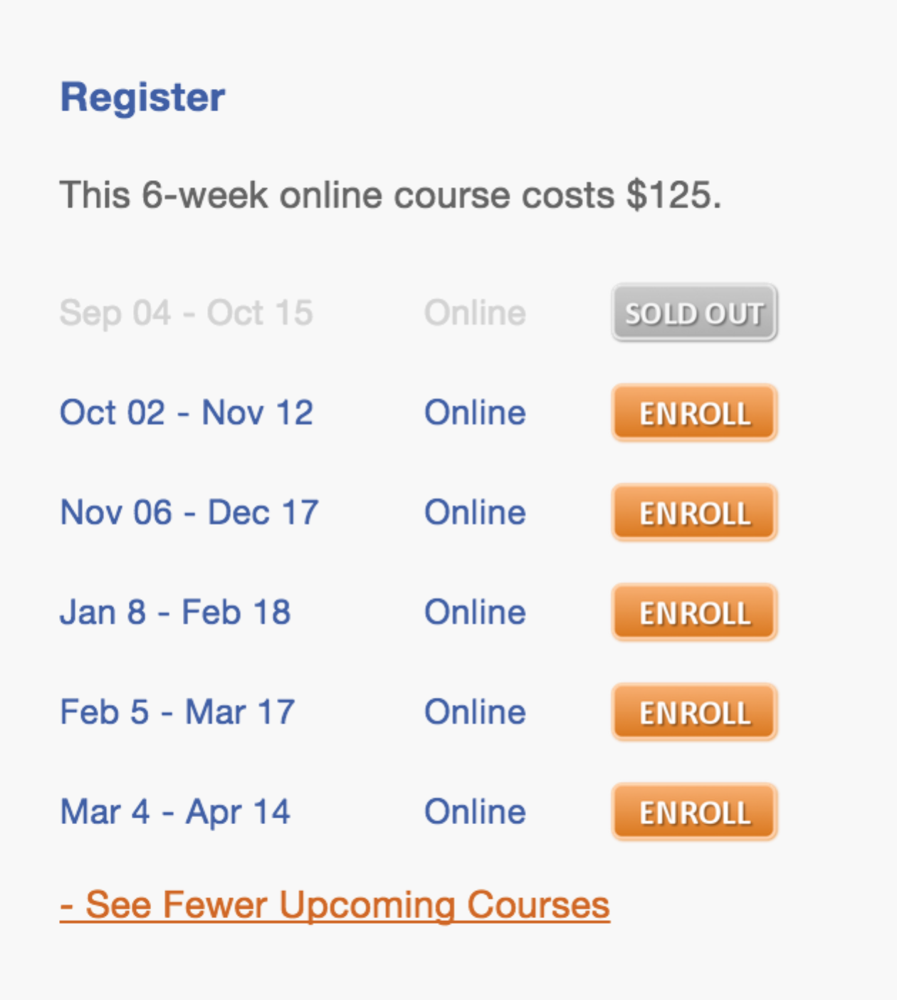 Register
This 6-week online course costs $125.
Sep 04 - Oct 15 Online SOLD OUT
Oct 02 - Nov 12 Online ENROLL
Nov 06 - Dec 17 Online ENROLL
Jan 8 - Feb 18 Online ENROLL
Feb 5 - Mar 17 Online ENROLL
Mar 4 - Apr 14 Online ENROLL
- See Fewer Upcoming Courses